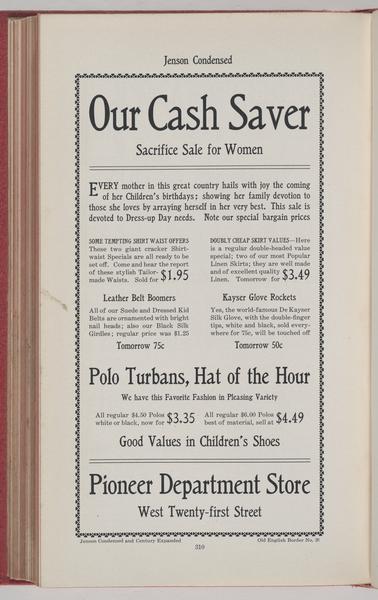 Jenson Condensed
Our Cash Saver
Sacrifice Sale for Women
EVERY mother in this great country hails with joy the coming
of her Children's birthdays; showing her family devotion to
those she loves by arraying herself in her very best. This sale is
devoted to Dress-up Day needs. Note our special bargain prices
SOME TEMPTING SHIRT WAIST OFFERS
These two giant cracker Shirt-
waist Specials are all ready to be
set off. Come and hear the report
of these stylish Tailor-
made Waists. Sold for $1.95
DOUBLY CHEAP SKIRT VALUES—Here
is a regular double-headed value
special; two of our most Popular
Linen Skirts; they are well made
and of excellent quality
Linen. Tomorrow for $3.49
Leather Belt Boomers
All of our Suede and Dressed Kid
Belts are ornamented with bright
nail heads; also our Black Silk
Girdles; regular price was $1.25
Tomorrow 75c
Kayser Glove Rockets
Yes, the world-famous De Kayner
Silk Glove, with the double-finger
tips, white and black, sold every-
where for 75c, will be touched off
Tomorrow 50c
Polo Turbans, Hat of the Hour
We have this Favorite Fashion in Pleasing Variety
All regular $4.50 Polos
white or black, now for $3.35
All regular $6.00 Polos
best of material, sell at $4.49
Good Values in Children's Shoes
Pioneer Department Store
West Twenty-first Street
Jenson Condensed and Century Expanded
Old English Border No.
310